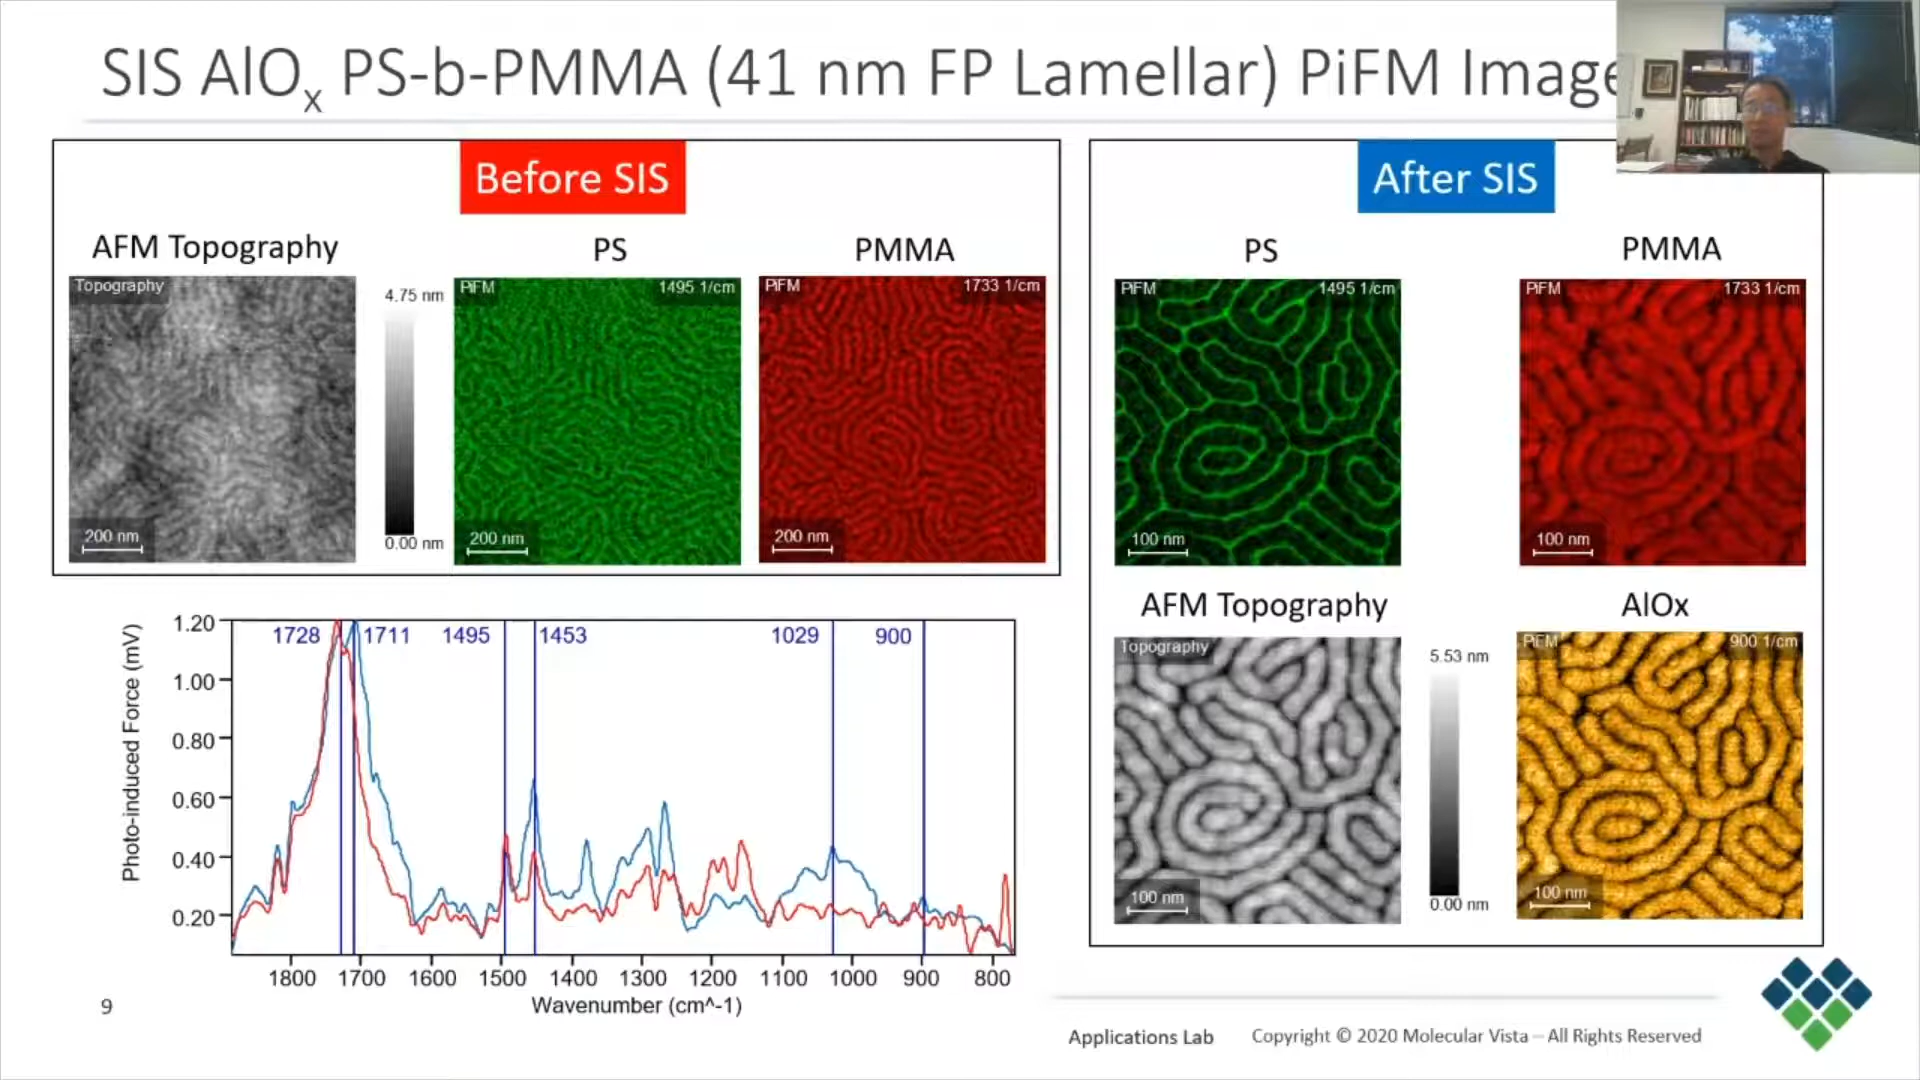 SIS AlOx PS-b-PMMA (41 nm FP Lamellar) PiFM Image
Before SIS
AFM Topography
PS
PMMA
Topography
4.75 nm
0.00 nm
200 nm
PiFM
1495 1/cm
200 nm
PiFM
1733 1/cm
200 nm
After SIS
PS
PMMA
PiFM
1495 1/cm
100 nm
PiFM
1733 1/cm
100 nm
AFM Topography
AlOx
Topography
5.53 nm
0.00 nm
100 nm
PiFM
900 1/cm
100 nm
Photo-induced Force (mV)
1.20
1.00
0.80
0.60
0.40
0.20
1728
1711
1495
1453
1029
900
1800
1700
1600
1500
1400
1300
1200
1100
1000
900
800
Wavenumber (cm^-1)
9
Applications Lab
Copyright © 2020 Molecular Vista – All Rights Reserved